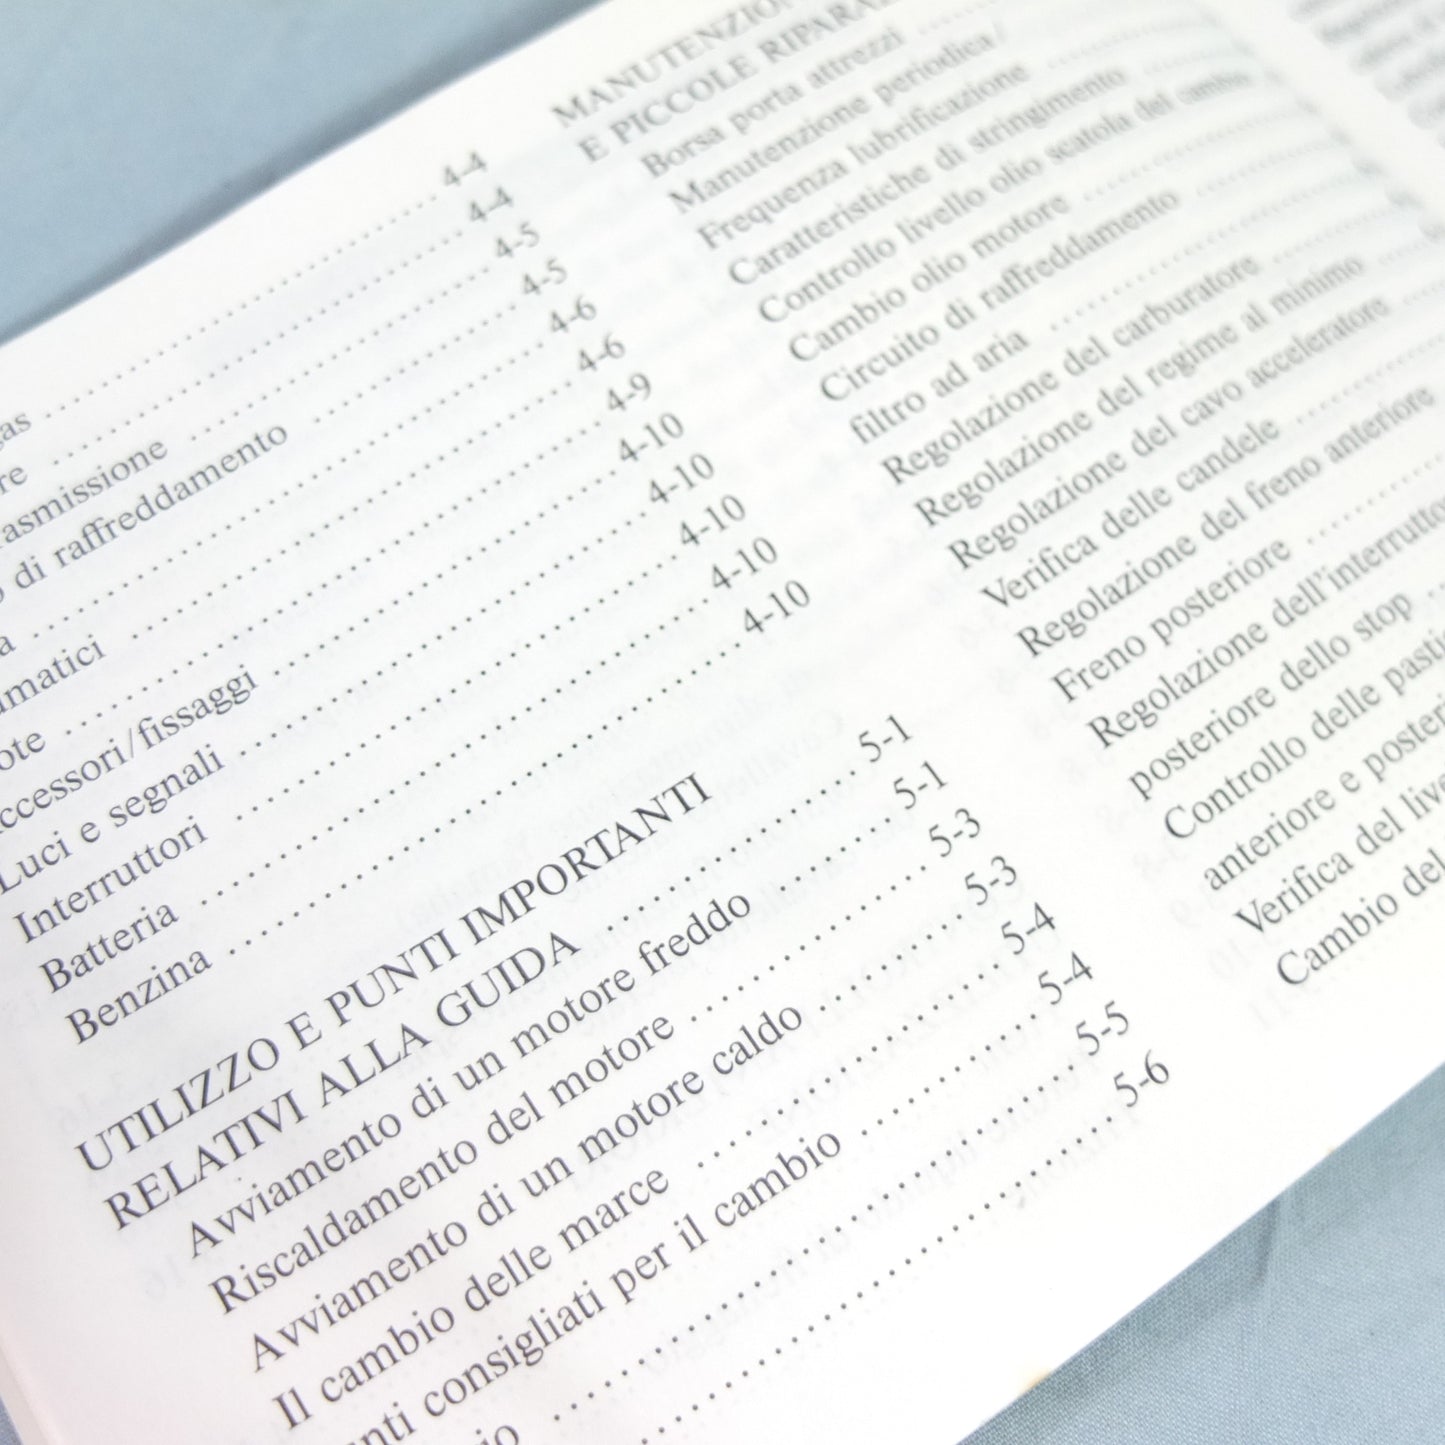 gas .......... 4-4
re .......... 4-4
asmissione .......... 4-5
di raffreddamento .......... 4-5
a .......... 4-6
umatici .......... 4-6
ote .......... 4-9
ccessori/fissaggi .......... 4-10
Luci e segnali .......... 4-10
Interruttori .......... 4-10
Batteria .......... 4-10
Benzina .......... 4-10
UTILIZZO E PUNTI IMPORTANTI
RELATIVI ALLA GUIDA .......... 5-1
Avviamento di un motore freddo .......... 5-1
Riscaldamento del motore .......... 5-3
Avviamento di un motore caldo .......... 5-3
Il cambio delle marce .......... 5-4
nti consigliati per il cambio .......... 5-4
io .......... 5-5
.......... 5-6
MANUTENZION
E PICCOLE RIPARAZ
Borsa porta attrezzi ..........
Manutenzione periodica/
Frequenza lubrificazione ..........
Caratteristiche di stringimento ..........
Controllo livello olio scatola del cambio
Cambio olio motore ..........
Circuito di raffreddamento ..........
filtro ad aria ..........
Regolazione del carburatore ..........
Regolazione del regime al minimo ..........
Regolazione del cavo acceleratore ..........
Verifica delle candele ..........
Regolazione del freno anteriore ..........
Freno posteriore ..........
Regolazione dell'interrutto
posteriore dello stop ..........
Controllo delle pastic
anteriore e posteri
Verifica del live
Cambio del